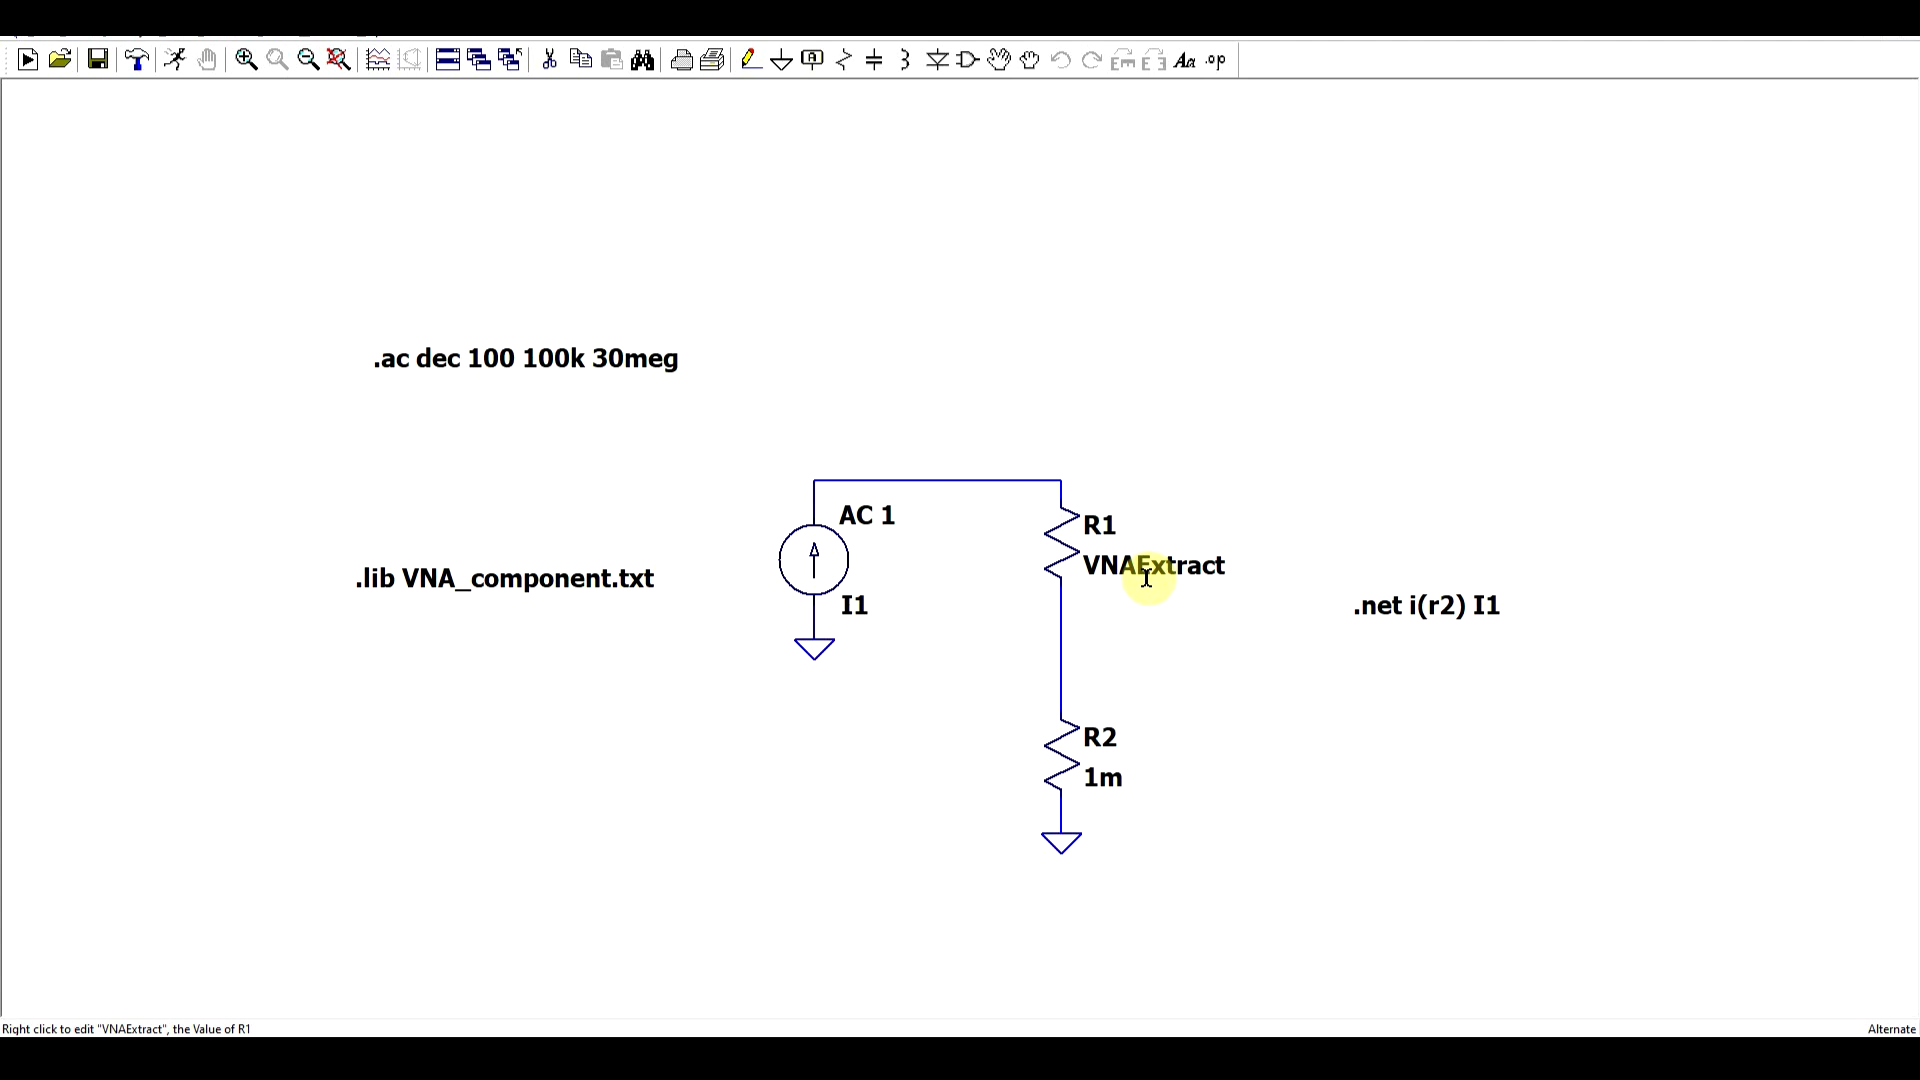 .ac dec 100 100k 30meg
AC 1
R1
VNAExtract
.lib VNA_component.txt
I1
.net i(r2) I1
R2
1m
Right click to edit "VNAExtract", the Value of R1
Alternate